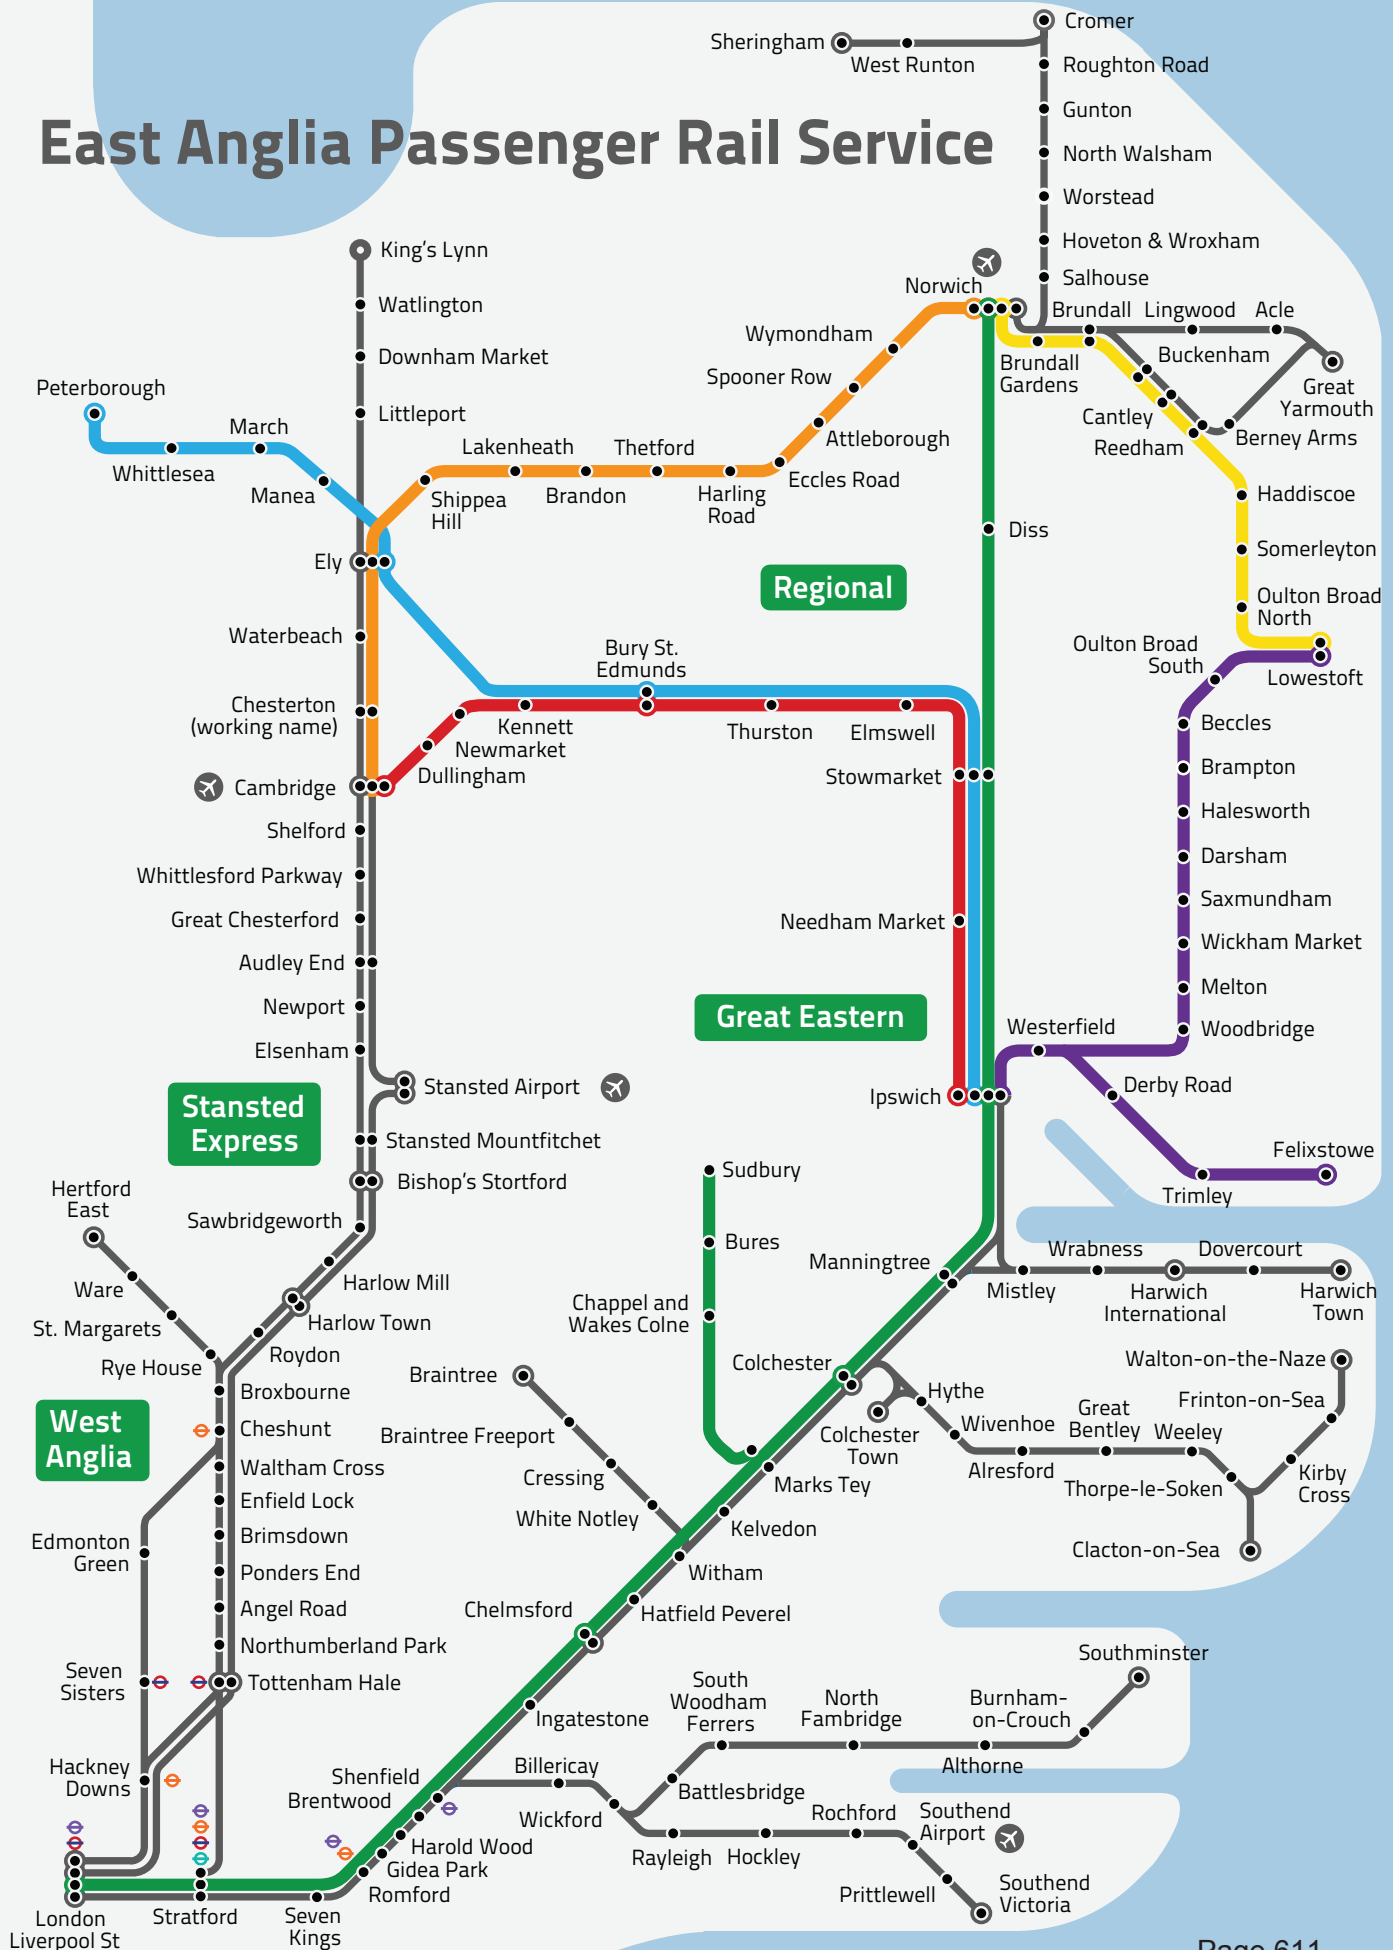 Cromer
Sheringham
West Runton
Roughton Road
Gunton
East Anglia Passenger Rail Service
North Walsham
Worstead
Hoveton & Wroxham
King's Lynn
Salhouse
Norwich
Watlington
Brundall
Lingwood
Acle
Wymondham
Downham Market
Brundall
Gardens
Buckenham
Great
Yarmouth
Spooner Row
Peterborough
Littleport
Cantley
March
Lakenheath
Thetford
Attleborough
Reedham
Berney Arms
Whittlesea
Manea
Shippea
Hill
Brandon
Harling
Road
Eccles Road
Haddiscoe
Diss
Ely
Somerleyton
Regional
Oulton Broad
North
Waterbeach
Bury St.
Edmunds
Oulton Broad
South
Lowestoft
Chesterton
(working name)
Kennett
Newmarket
Thurston
Elmswell
Beccles
Dullingham
Stowmarket
Brampton
Cambridge
Halesworth
Shelford
Darsham
Whittlesford Parkway
Saxmundham
Great Chesterford
Needham Market
Wickham Market
Audley End
Melton
Newport
Great Eastern
Westerfield
Woodbridge
Elsenham
Stansted Airport
Ipswich
Derby Road
Stansted
Express
Stansted Mountfitchet
Felixstowe
Sudbury
Bishop's Stortford
Trimley
Hertford
East
Sawbridgeworth
Bures
Manningtree
Wrabness
Dovercourt
Ware
Harlow Mill
Mistley
Harwich
International
Harwich
Town
Chappel and
Wakes Colne
St. Margarets
Harlow Town
Roydon
Rye House
Braintree
Colchester
Walton-on-the-Naze
Broxbourne
Hythe
Frinton-on-Sea
West
Anglia
Cheshunt
Braintree Freeport
Colchester
Town
Wivenhoe
Great
Bentley
Weeley
Waltham Cross
Cressing
Marks Tey
Alresford
Thorpe-le-Soken
Kirby
Cross
Enfield Lock
White Notley
Kelvedon
Edmonton
Green
Brimsdown
Clacton-on-Sea
Ponders End
Witham
Angel Road
Chelmsford
Hatfield Peverel
Northumberland Park
Southminster
Seven
Sisters
Tottenham Hale
South
Woodham
Ferrers
North
Fambridge
Burnham-
on-Crouch
Ingatestone
Hackney
Downs
Shenfield
Billericay
Althorne
Brentwood
Battlesbridge
Wickford
Rochford
Southend
Airport
Harold Wood
Gidea Park
Rayleigh
Hockley
Romford
Prittlewell
Southend
Victoria
London
Liverpool St
Stratford
Seven
Kings
Page 611